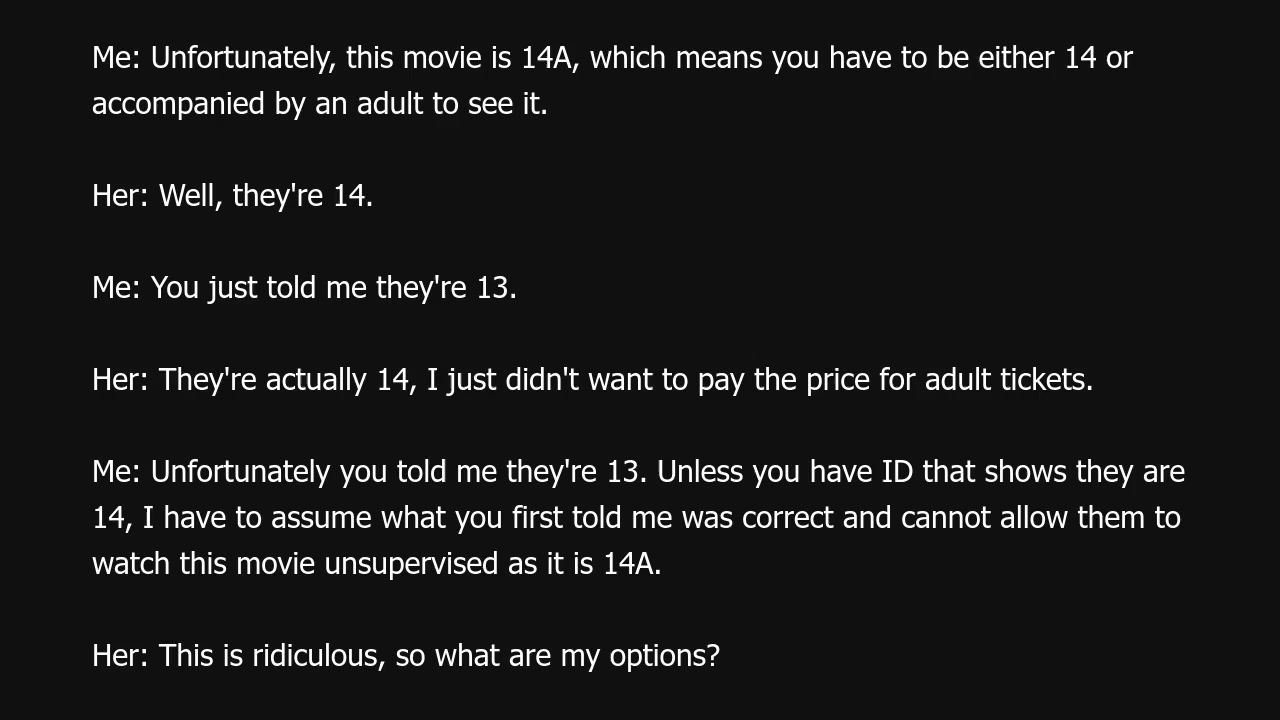 Me: Unfortunately, this movie is 14A, which means you have to be either 14 or
accompanied by an adult to see it.
Her: Well, they're 14.
Me: You just told me they're 13.
Her: They're actually 14, I just didn't want to pay the price for adult tickets.
Me: Unfortunately you told me they're 13. Unless you have ID that shows they are
14, I have to assume what you first told me was correct and cannot allow them to
watch this movie unsupervised as it is 14A.
Her: This is ridiculous, so what are my options?